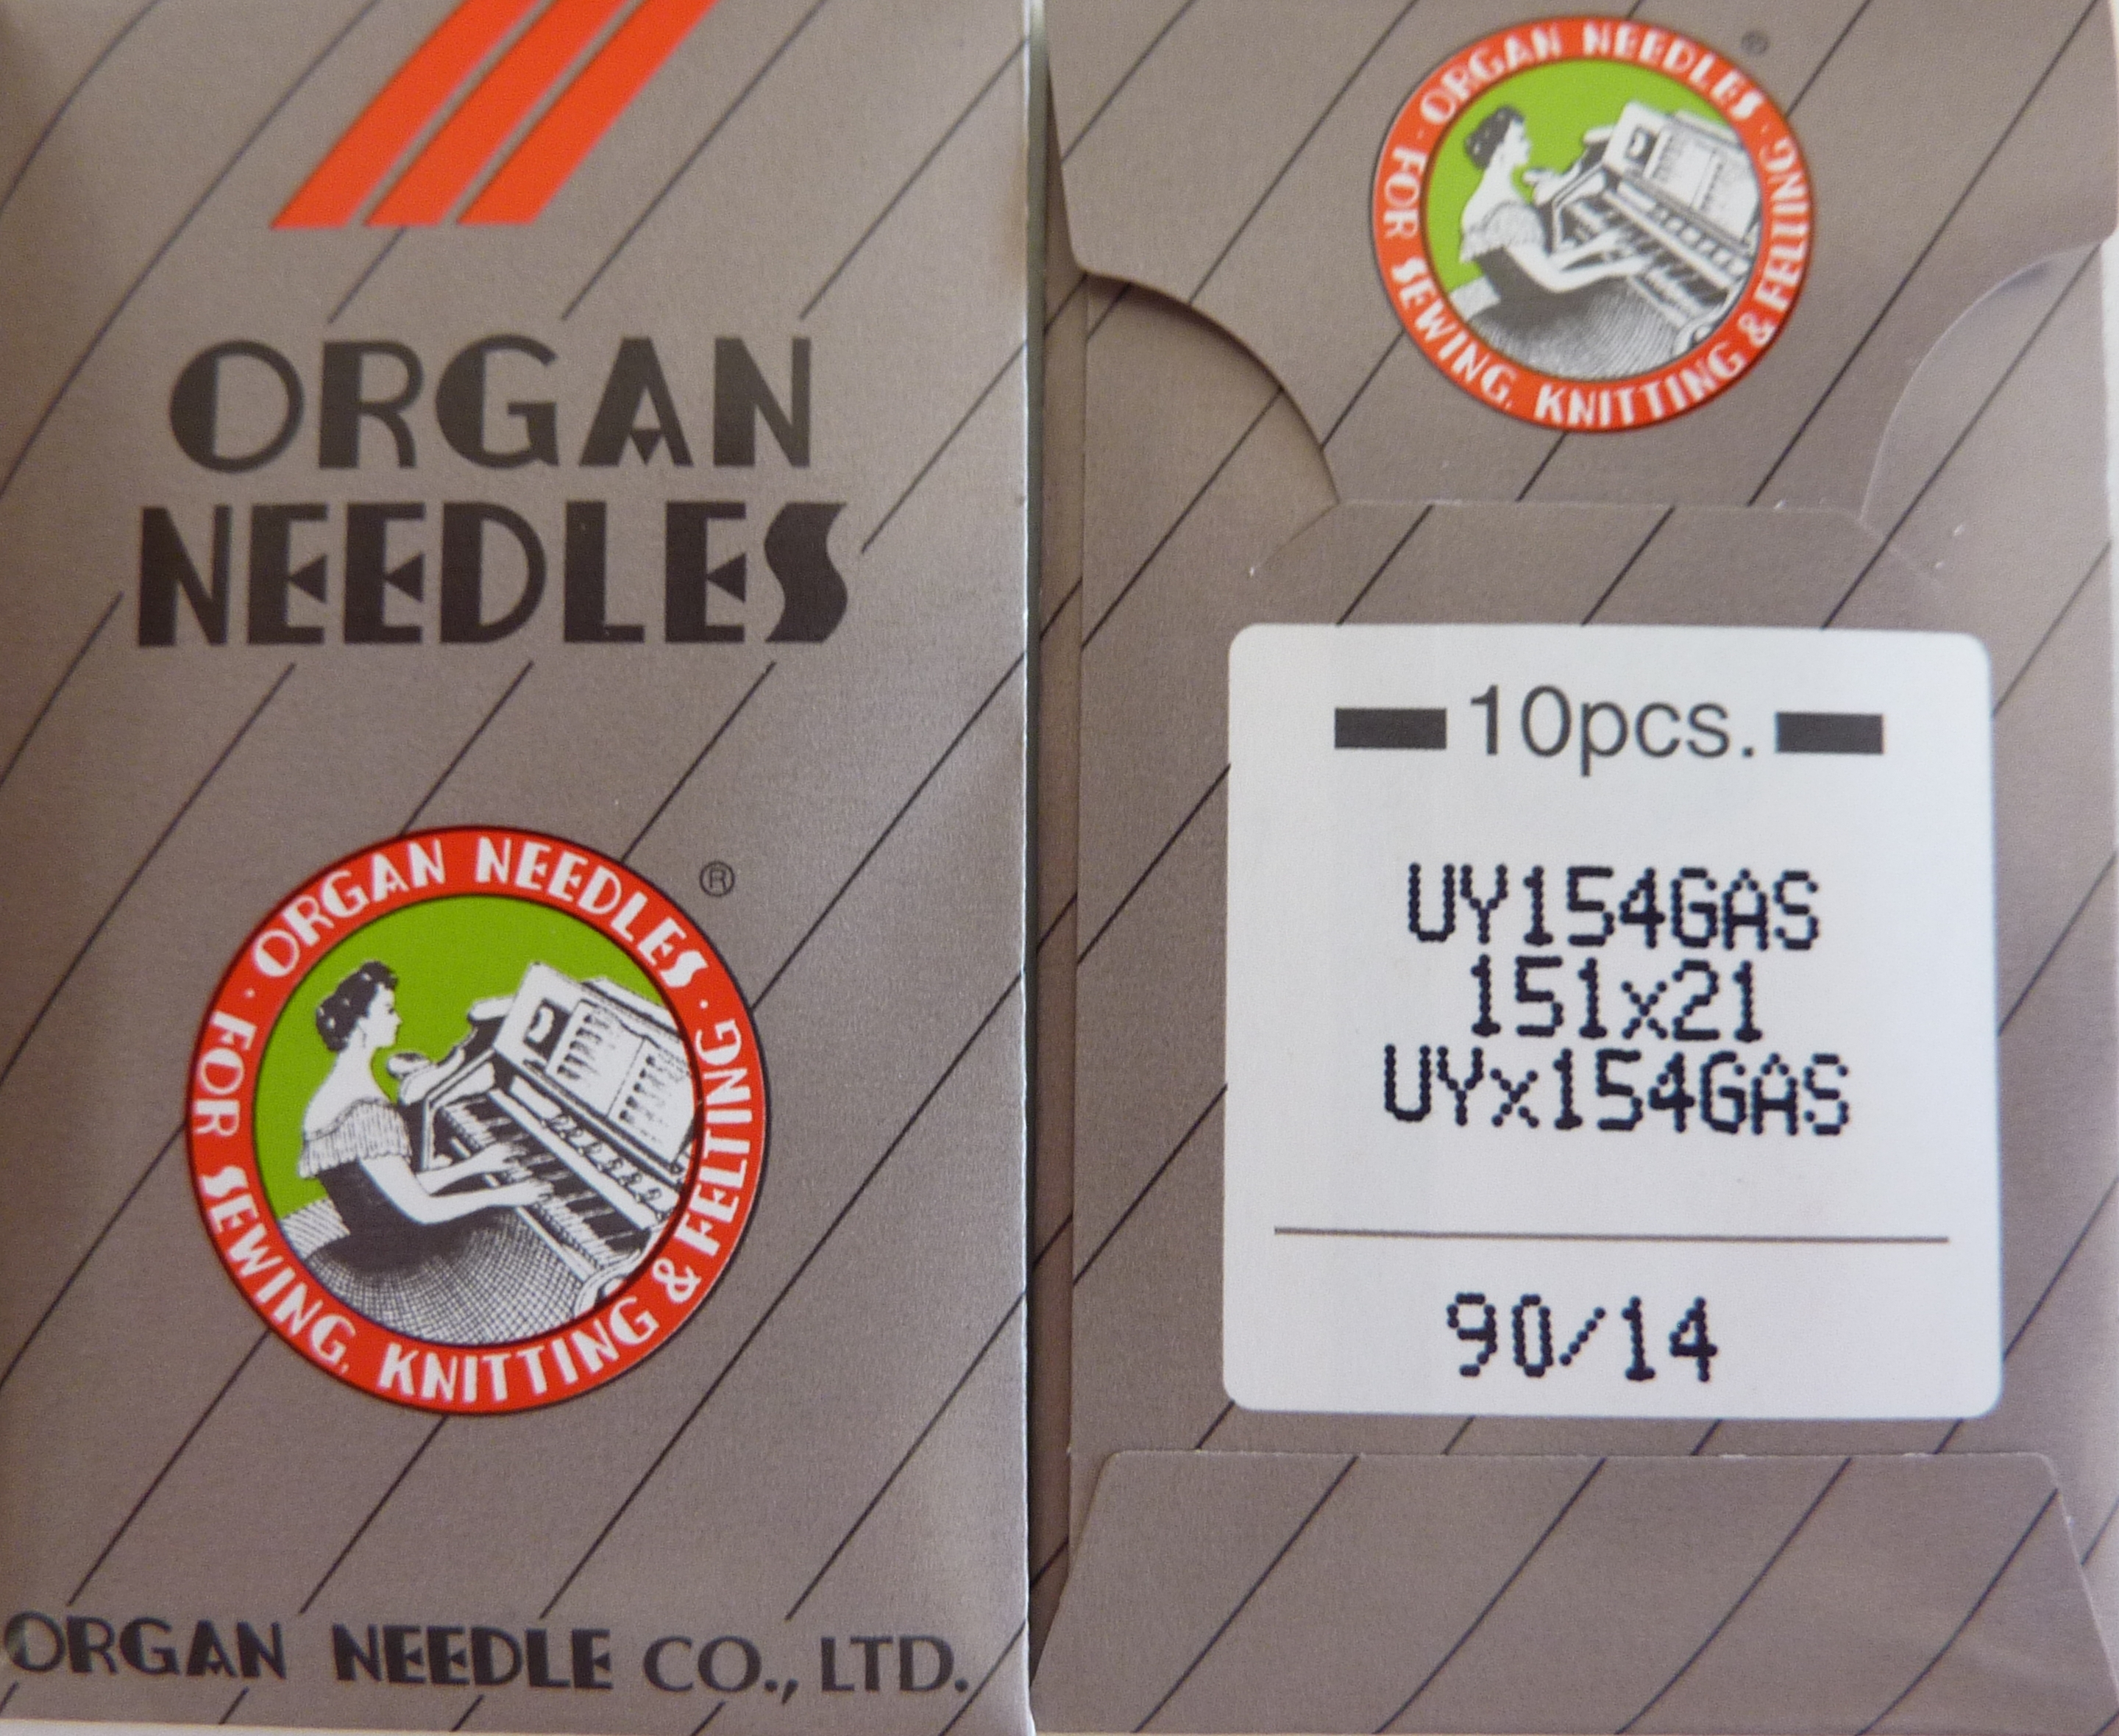 ORGAN
NEEDLES
· ORGAN NEEDLES · FOR SEWING, KNITTING & FELTING
®
ORGAN NEEDLE CO., LTD.
· ORGAN NEEDLES · FOR SEWING, KNITTING & FELTING
®
10pcs.
UY154GAS
151x21
UYx154GAS
90/14